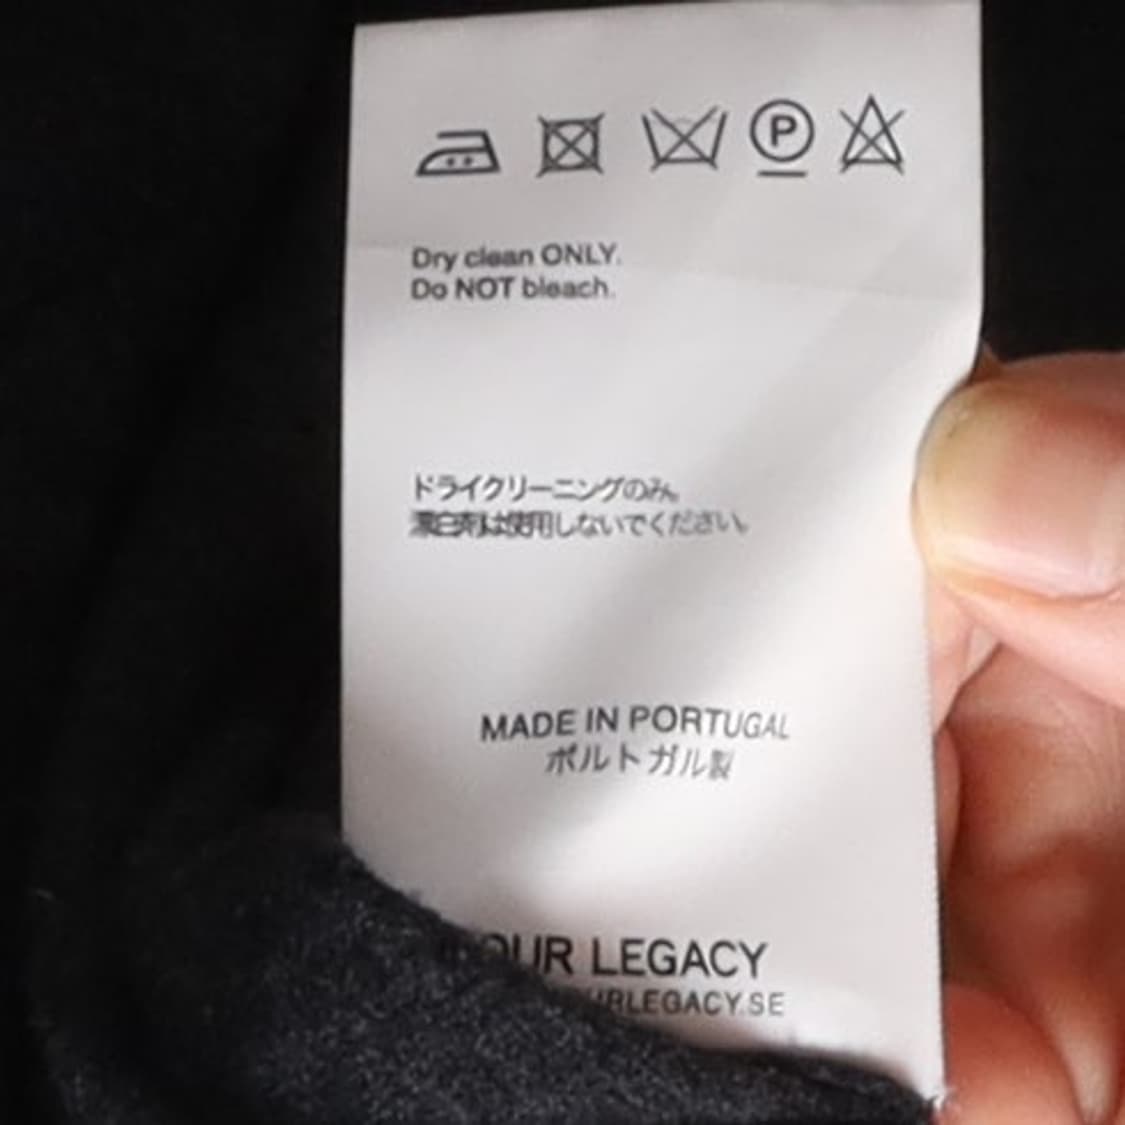 P
Dry clean ONLY.
Do NOT bleach.
ドライクリーニングのみ。
漂白剤は使用しないでください。
MADE IN PORTUGAL
ポルトガル製
OUR LEGACY
URLEGACY.SE